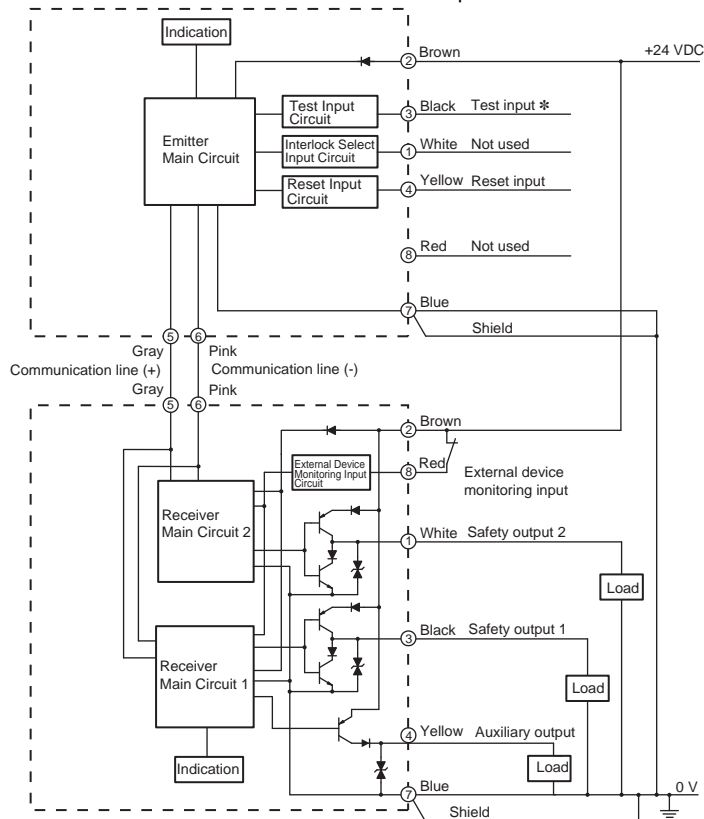 Indication
2 Brown
+24 VDC
Test Input
Circuit
3 Black Test input *
Emitter
Main Circuit
Interlock Select
Input Circuit
1 White Not used
Reset Input
Circuit
4 Yellow Reset input
8 Red Not used
7 Blue
Shield
5 6
Gray Pink
Communication line (+) Communication line (-)
Gray Pink
5 6
2 Brown
External Device
Monitoring Input
Circuit
8 Red
External device
monitoring input
Receiver
Main Circuit 2
1 White Safety output 2
Load
3 Black Safety output 1
Receiver
Main Circuit 1
Load
4 Yellow Auxiliary output
Indication
Load
7 Blue
0 V
Shield